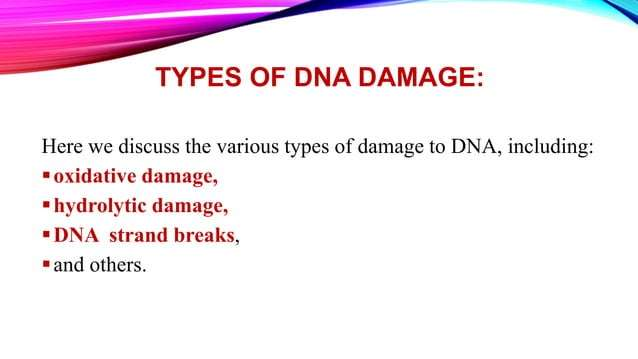 TYPES OF DNA DAMAGE:
Here we discuss the various types of damage to DNA, including:
▪oxidative damage,
▪hydrolytic damage,
▪DNA strand breaks,
▪and others.